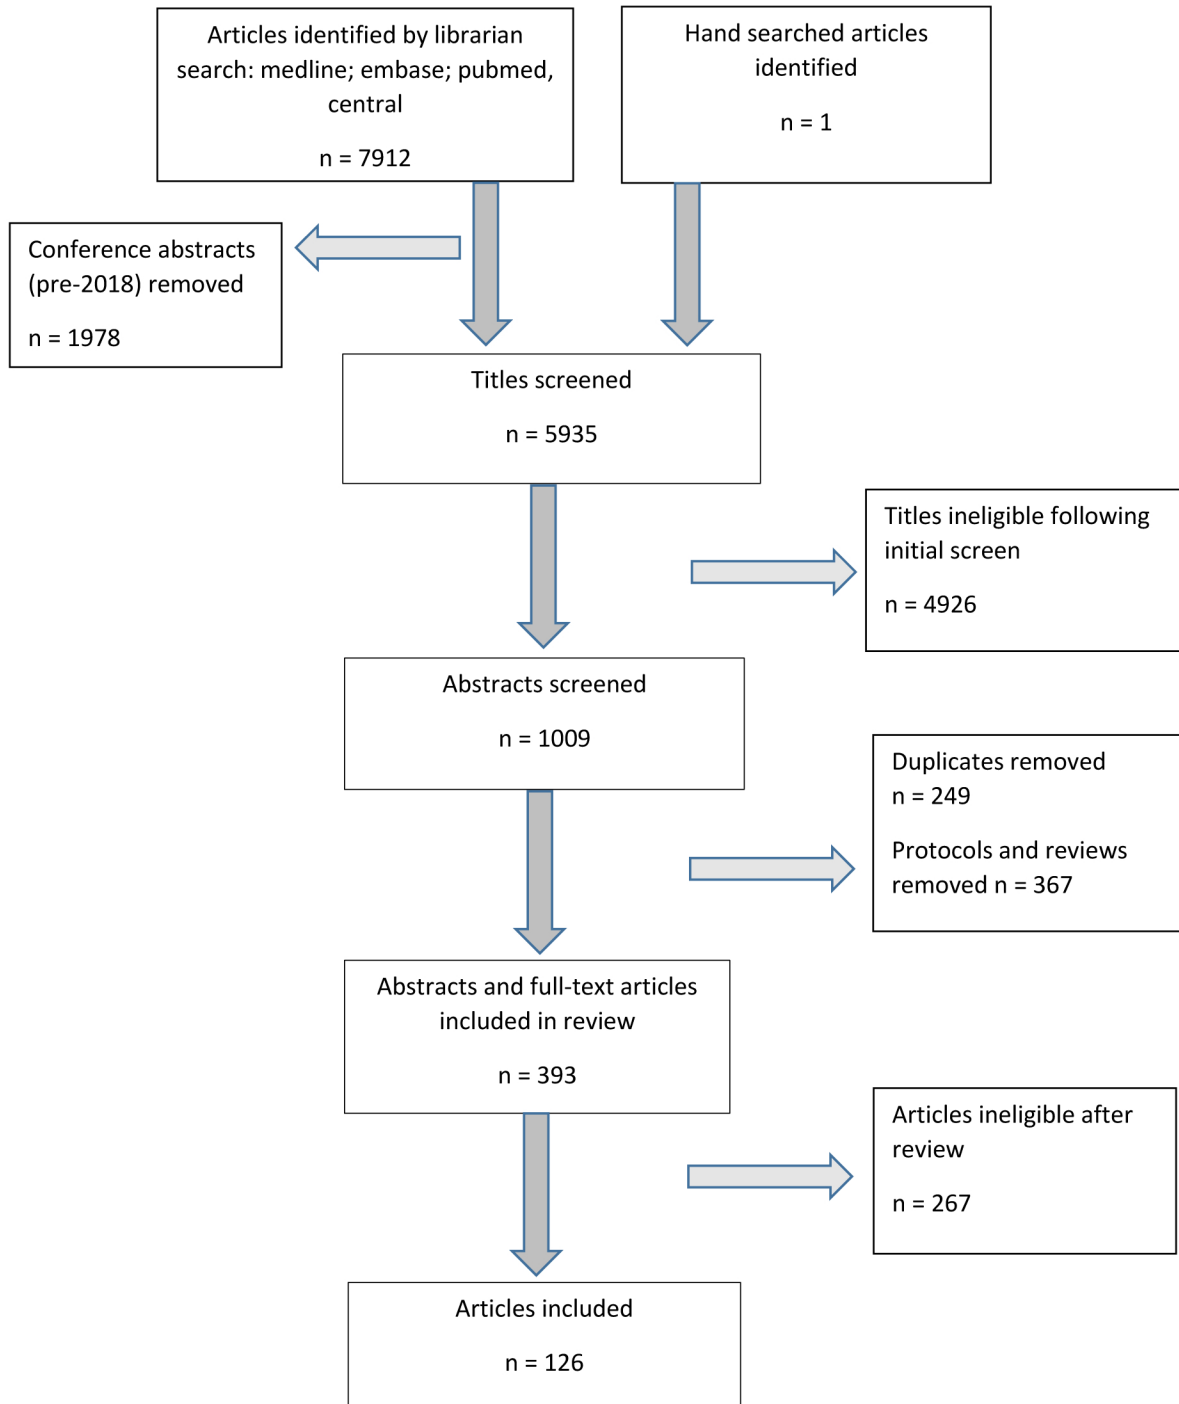 Articles identified by librarian
search: medline; embase; pubmed,
central
n = 7912
Hand searched articles
identified
n = 1
Conference abstracts
(pre-2018) removed
n = 1978
Titles screened
n = 5935
Titles ineligible following
initial screen
n = 4926
Abstracts screened
n = 1009
Duplicates removed
n = 249
Protocols and reviews
removed n = 367
Abstracts and full-text articles
included in review
n = 393
Articles ineligible after
review
n = 267
Articles included
n = 126